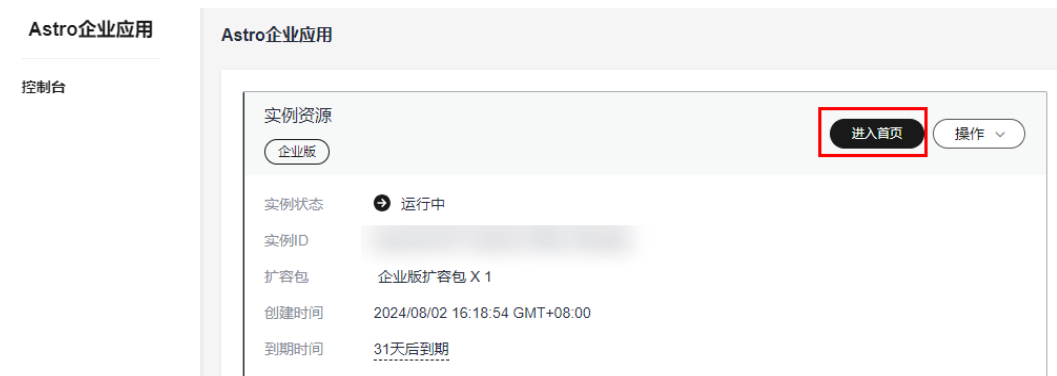 Astro企业应用
Astro企业应用
控制台
实例资源
进入首页
操作
企业版
实例状态 运行中
实例ID
扩容包 企业版扩容包 X 1
创建时间 2024/08/02 16:18:54 GMT+08:00
到期时间 31天后到期